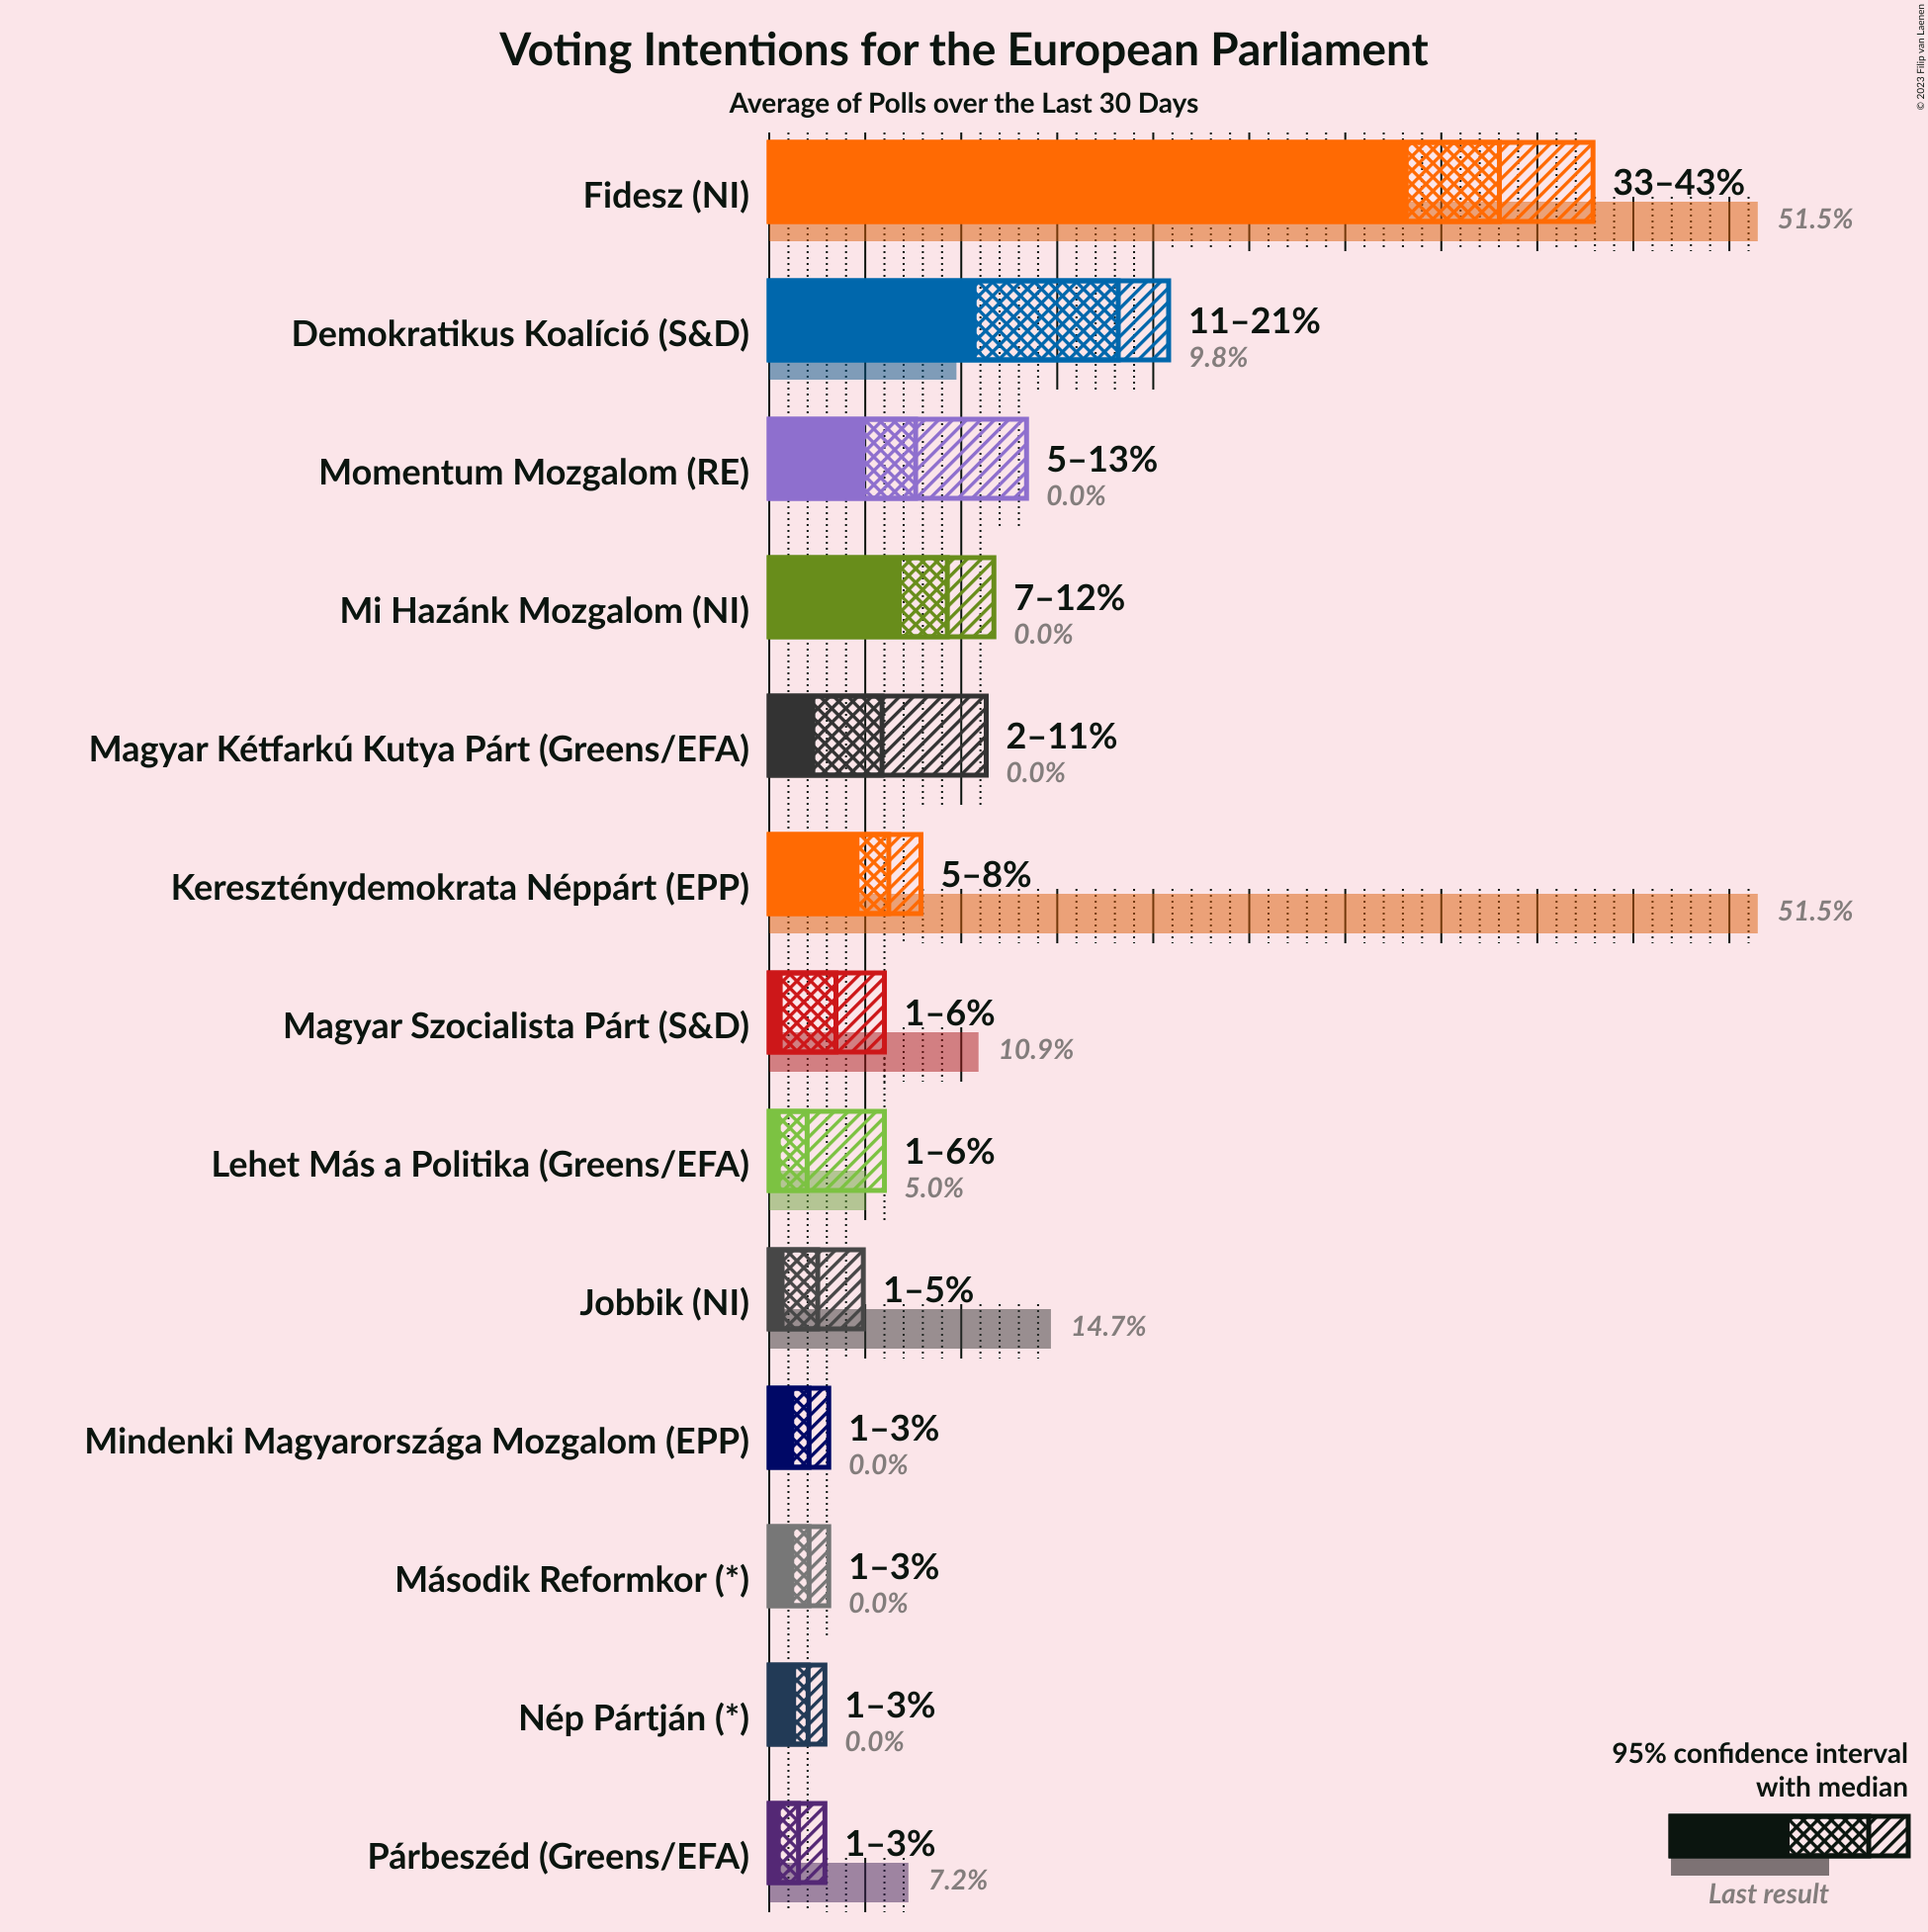 Voting Intentions for the European Parliament
Average of Polls over the Last 30 Days
© 2023 Filip van Laenen
Fidesz (NI)
33–43%
51.5%
Demokratikus Koalíció (S&D)
11–21%
9.8%
Momentum Mozgalom (RE)
5–13%
0.0%
Mi Hazánk Mozgalom (NI)
7–12%
0.0%
Magyar Kétfarkú Kutya Párt (Greens/EFA)
2–11%
0.0%
Kereszténydemokrata Néppárt (EPP)
5–8%
51.5%
Magyar Szocialista Párt (S&D)
1–6%
10.9%
Lehet Más a Politika (Greens/EFA)
1–6%
5.0%
Jobbik (NI)
1–5%
14.7%
Mindenki Magyarországa Mozgalom (EPP)
1–3%
0.0%
Második Reformkor (*)
1–3%
0.0%
Nép Pártján (*)
1–3%
0.0%
Párbeszéd (Greens/EFA)
1–3%
7.2%
95% confidence interval
with median
Last result